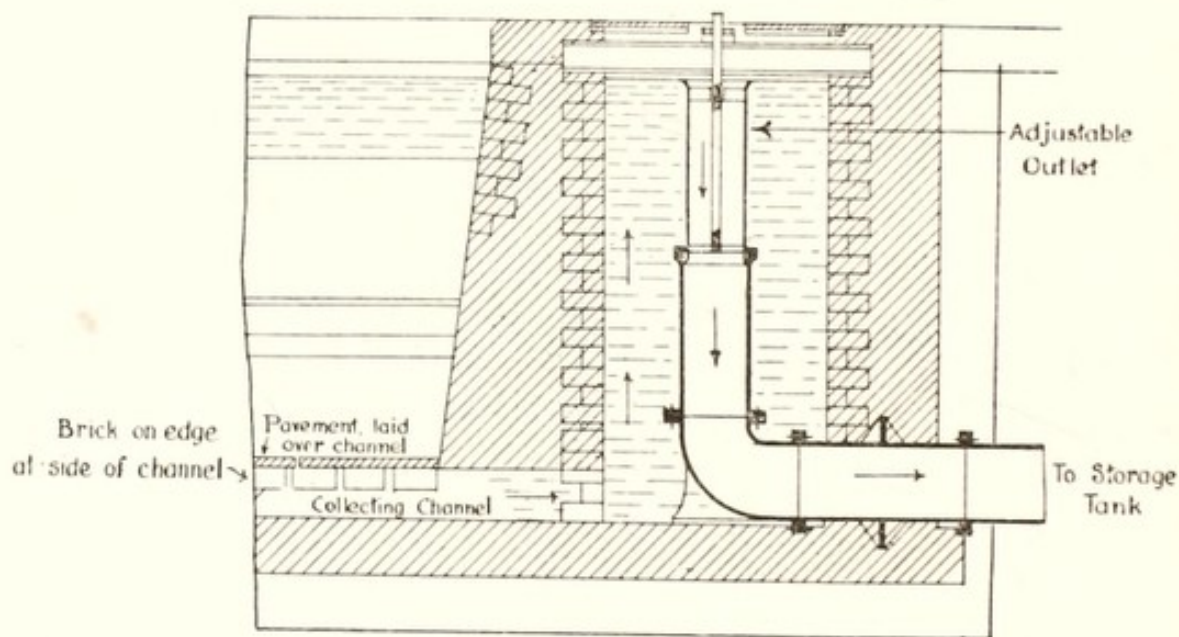 Adjustable
Outlet
Brick on edge
at side of channel
Pavement, laid
over channel
Collecting Channel
To Storage
Tank